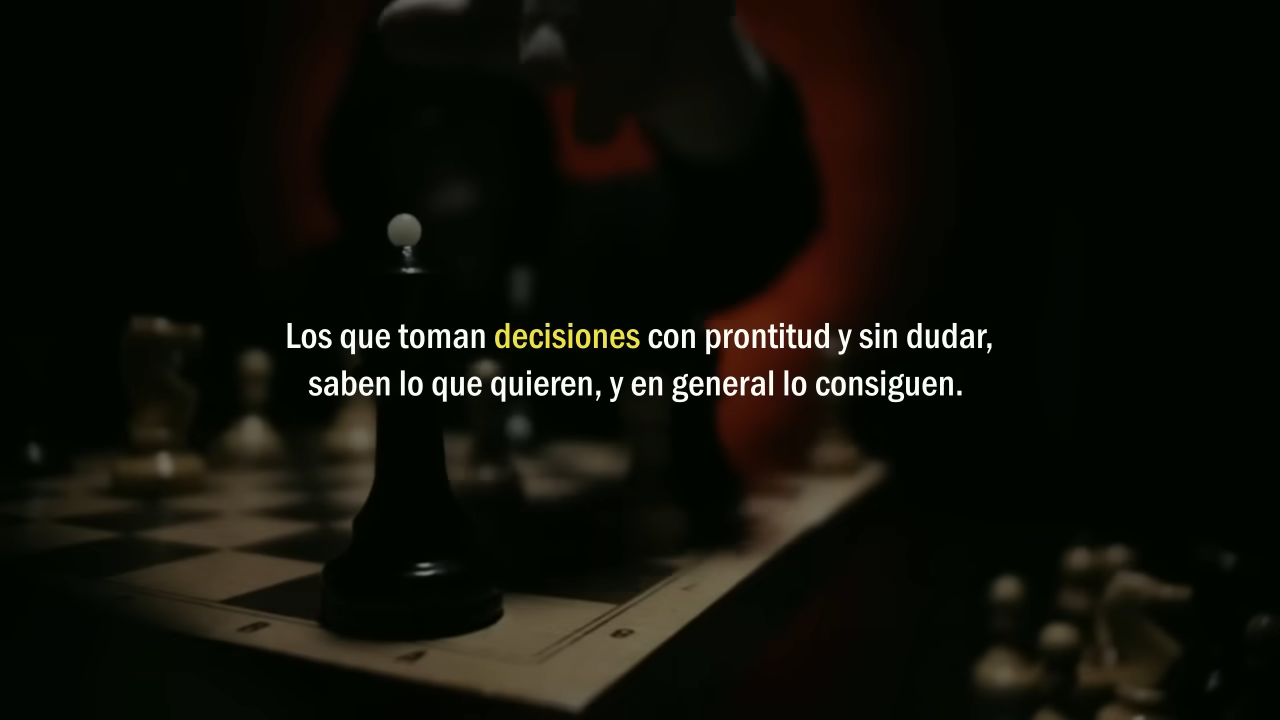 Los que toman decisiones con prontitud y sin dudar,
saben lo que quieren, y en general lo consiguen.